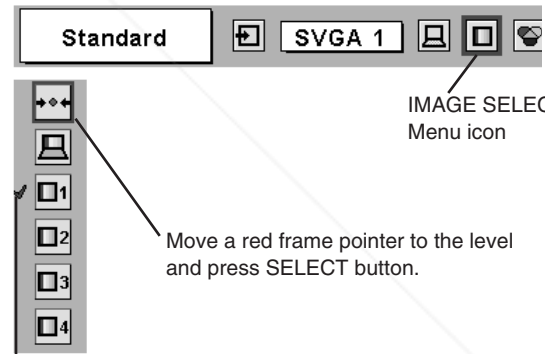 Standard
SVGA 1
IMAGE SELEC
Menu icon
1
2
3
4
Move a red frame pointer to the level
and press SELECT button.